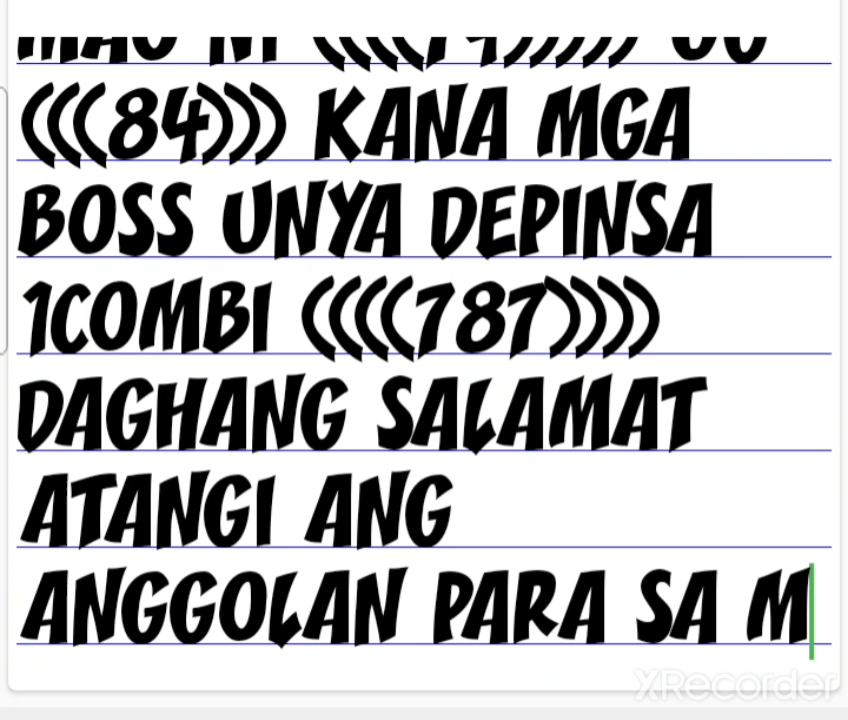 (((84))) KANA MGA
BOSS UNYA DEPINSA
1COMBI ((((787))))
DAGHANG SALAMAT
ATANGI ANG
ANGGOLAN PARA SA M
XRecorder